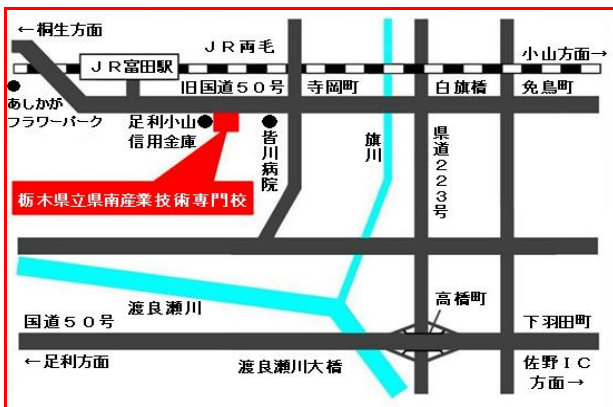 ←桐生方面
JR両毛
小山方面→
JR富田駅
旧国道50号
寺岡町
白旗橋
免鳥町
あしかが
フラワーパーク
足利小山
信用金庫
皆川病院
旗川
県道223号
栃木県立県南産業技術専門校
渡良瀬川
高橋町
国道50号
下羽田町
←足利方面
渡良瀬川大橋
佐野IC
方面→